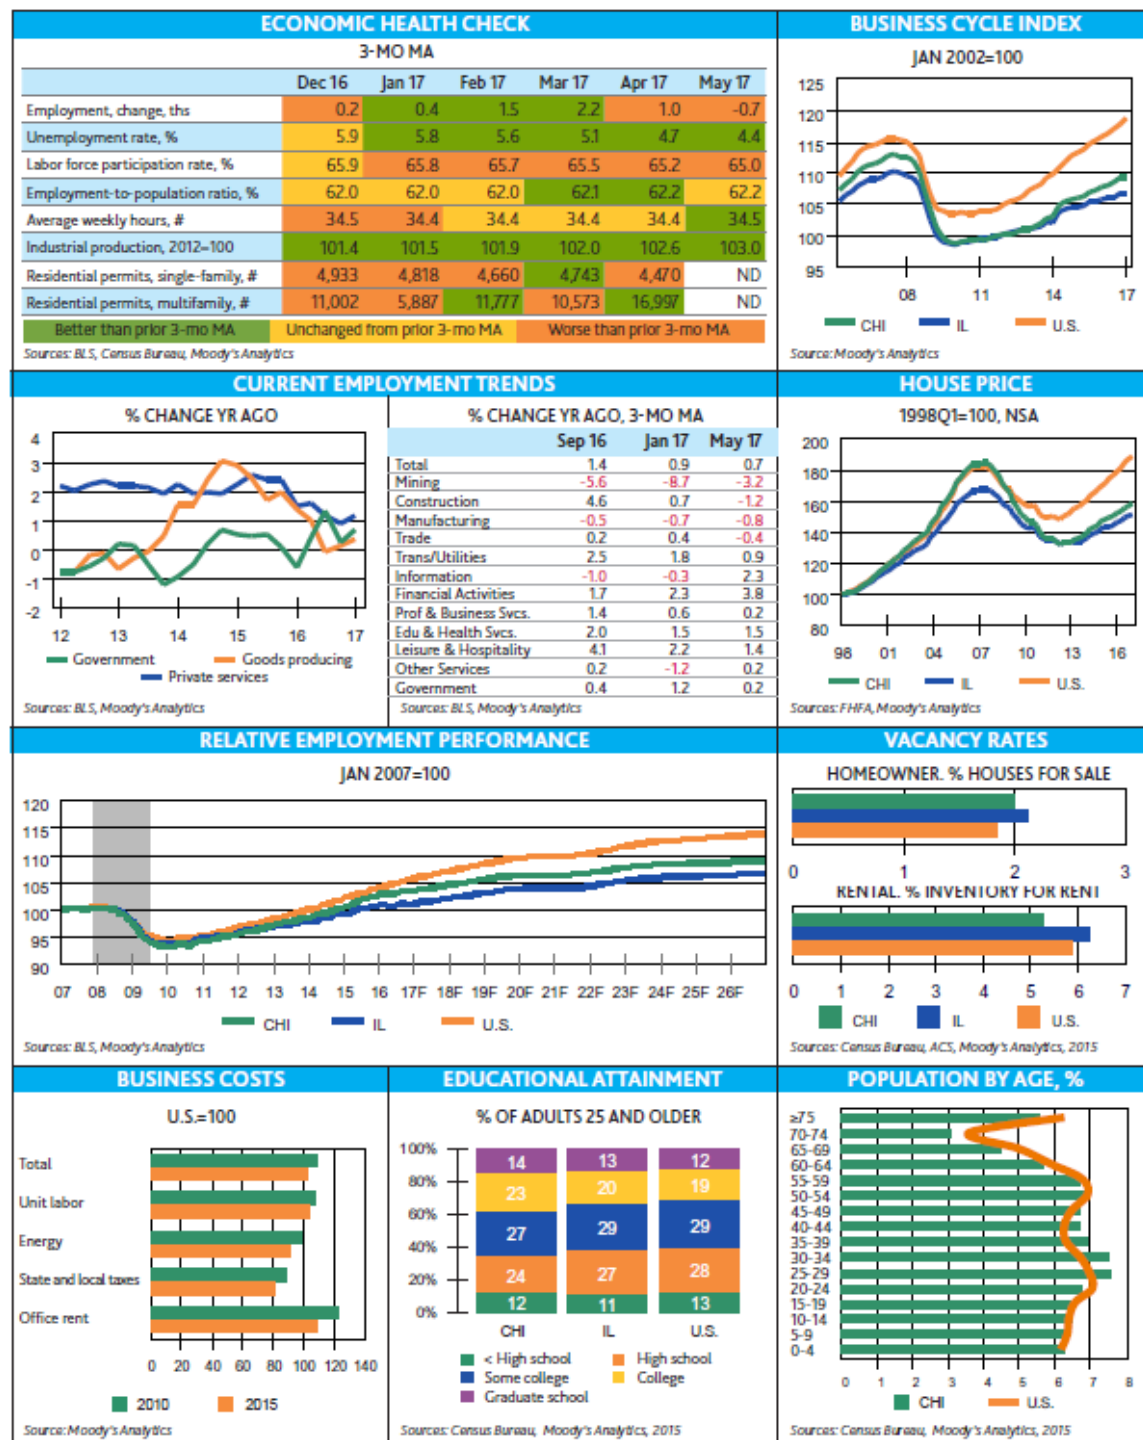 ECONOMIC HEALTH CHECK
3-MO MA
Dec 16 Jan 17 Feb 17 Mar 17 Apr 17 May 17
Employment, change, ths 0.2 0.4 1.5 2.2 1.0 -0.7
Unemployment rate, % 5.9 5.8 5.6 5.1 4.7 4.4
Labor force participation rate, % 65.9 65.8 65.7 65.5 65.2 65.0
Employment-to-population ratio, % 62.0 62.0 62.0 62.1 62.2 62.2
Average weekly hours, # 34.5 34.4 34.4 34.4 34.4 34.5
Industrial production, 2012=100 101.4 101.5 101.9 102.0 102.6 103.0
Residential permits, single-family, # 4,933 4,818 4,660 4,743 4,470 ND
Residential permits, multifamily, # 11,002 5,887 11,777 10,573 16,997 ND
Better than prior 3-mo MA Unchanged from prior 3-mo MA Worse than prior 3-mo MA
Sources: BLS, Census Bureau, Moody's Analytics
BUSINESS CYCLE INDEX
JAN 2002=100
125
120
115
110
105
100
95
08 11 14 17
CHI IL U.S.
Source: Moody's Analytics
CURRENT EMPLOYMENT TRENDS
% CHANGE YR AGO
4
3
2
1
0
-1
-2
12 13 14 15 16 17
Government Goods producing
Private services
Sources: BLS, Moody's Analytics
% CHANGE YR AGO, 3-MO MA
Sep 16 Jan 17 May 17
Total 1.4 0.9 0.7
Mining -5.6 -8.7 -3.2
Construction 4.6 0.7 -1.2
Manufacturing -0.5 -0.7 -0.8
Trade 0.2 0.4 -0.4
Trans/Utilities 2.5 1.8 0.9
Information -1.0 -0.3 2.3
Financial Activities 1.7 2.3 3.8
Prof & Business Svcs. 1.4 0.6 0.2
Edu & Health Svcs. 2.0 1.5 1.5
Leisure & Hospitality 4.1 2.2 1.4
Other Services 0.2 -1.2 0.2
Government 0.4 1.2 0.2
Sources: BLS, Moody's Analytics
HOUSE PRICE
1998Q1=100, NSA
200
180
160
140
120
100
80
98 01 04 07 10 13 16
CHI IL U.S.
Sources: FHFA, Moody's Analytics
RELATIVE EMPLOYMENT PERFORMANCE
JAN 2007=100
120
115
110
105
100
95
90
07 08 09 10 11 12 13 14 15 16 17F 18F 19F 20F 21F 22F 23F 24F 25F 26F
CHI IL U.S.
Sources: BLS, Moody's Analytics
VACANCY RATES
HOMEOWNER. % HOUSES FOR SALE
0 1 2 3
RENTAL. % INVENTORY FOR RENT
0 1 2 3 4 5 6 7
CHI IL U.S.
Sources: Census Bureau, ACS, Moody's Analytics, 2015
BUSINESS COSTS
U.S.=100
Total
Unit labor
Energy
State and local taxes
Office rent
0 20 40 60 80 100 120 140
2010 2015
Source: Moody's Analytics
EDUCATIONAL ATTAINMENT
% OF ADULTS 25 AND OLDER
100%
80%
60%
40%
20%
0%
14 13 12
23 20 19
27 29 29
24 27 28
12 11 13
CHI IL U.S.
< High school High school
Some college College
Graduate school
Sources: Census Bureau, Moody's Analytics, 2015
POPULATION BY AGE, %
≥75
70-74
65-69
60-64
55-59
50-54
45-49
40-44
35-39
30-34
25-29
20-24
15-19
10-14
5-9
0-4
0 1 2 3 4 5 6 7 8
CHI U.S.
Sources: Census Bureau, Moody's Analytics, 2015